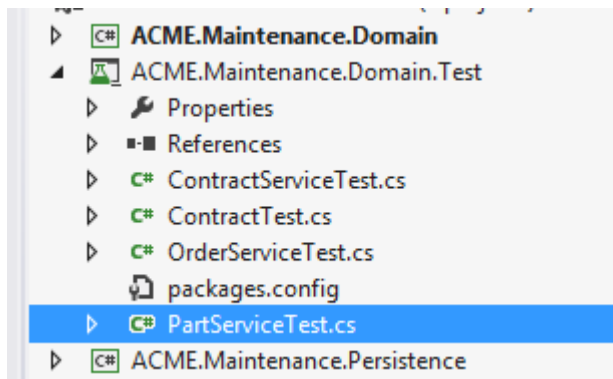 C# ACME.Maintenance.Domain
ACME.Maintenance.Domain.Test
Properties
References
C# ContractServiceTest.cs
C# ContractTest.cs
C# OrderServiceTest.cs
packages.config
C# PartServiceTest.cs
C# ACME.Maintenance.Persistence